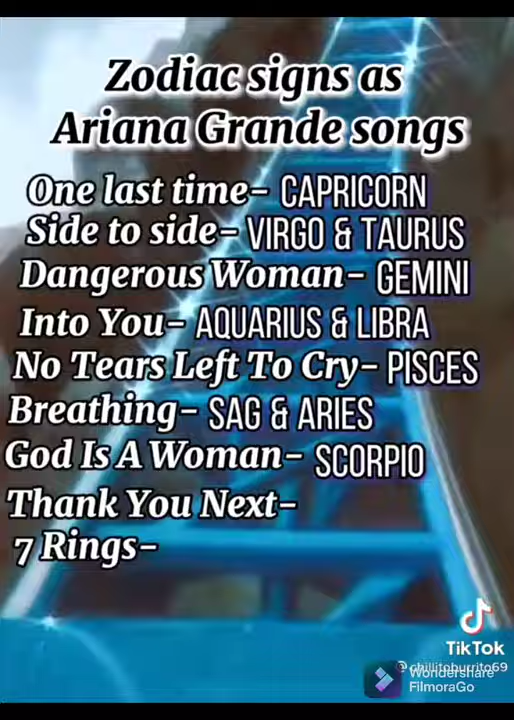 Zodiac signs as
Ariana Grande songs
One last time- CAPRICORN
Side to side- VIRGO & TAURUS
Dangerous Woman- GEMINI
Into You- AQUARIUS & LIBRA
No Tears Left To Cry- PISCES
Breathing- SAG & ARIES
God Is A Woman- SCORPIO
Thank You Next-
7 Rings-
TikTok
@chillitoburrito69
Wondershare
FilmoraGo